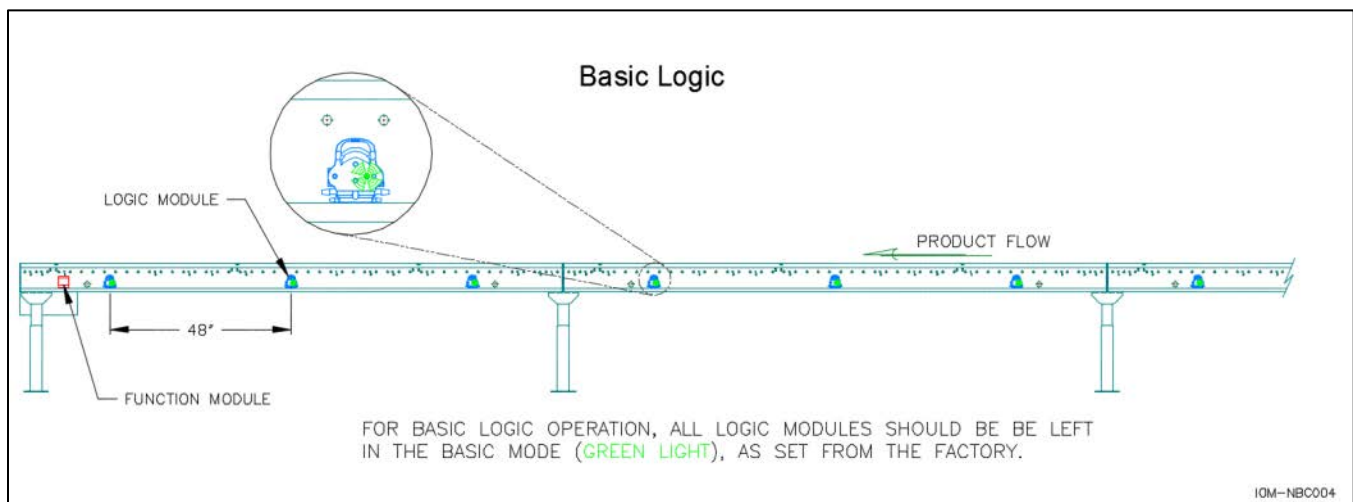 Basic Logic
LOGIC MODULE
PRODUCT FLOW
48"
FUNCTION MODULE
FOR BASIC LOGIC OPERATION, ALL LOGIC MODULES SHOULD BE BE LEFT
IN THE BASIC MODE (GREEN LIGHT), AS SET FROM THE FACTORY.
IOM-NBC004